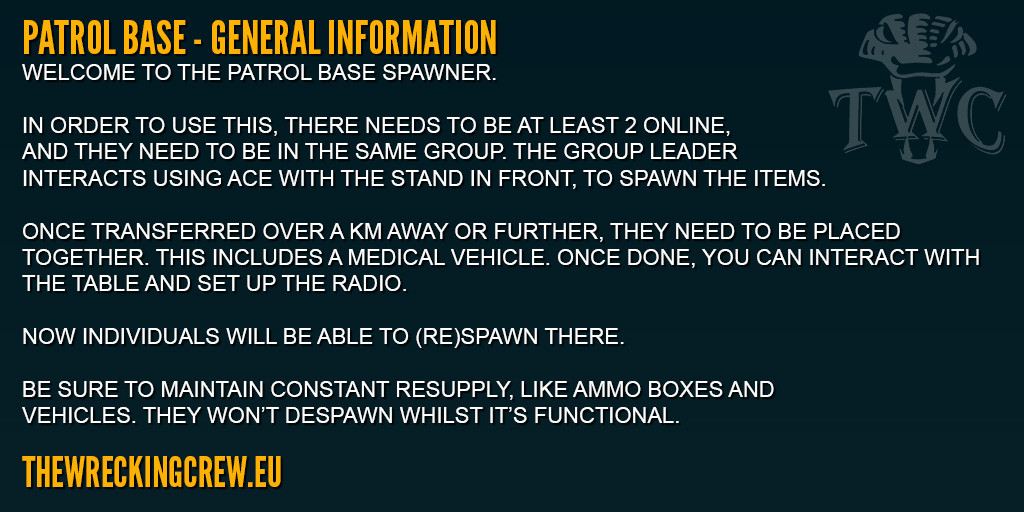 PATROL BASE - GENERAL INFORMATION
WELCOME TO THE PATROL BASE SPAWNER.
TWC
IN ORDER TO USE THIS, THERE NEEDS TO BE AT LEAST 2 ONLINE,
AND THEY NEED TO BE IN THE SAME GROUP. THE GROUP LEADER
INTERACTS USING ACE WITH THE STAND IN FRONT, TO SPAWN THE ITEMS.
ONCE TRANSFERRED OVER A KM AWAY OR FURTHER, THEY NEED TO BE PLACED
TOGETHER. THIS INCLUDES A MEDICAL VEHICLE. ONCE DONE, YOU CAN INTERACT WITH
THE TABLE AND SET UP THE RADIO.
NOW INDIVIDUALS WILL BE ABLE TO (RE)SPAWN THERE.
BE SURE TO MAINTAIN CONSTANT RESUPPLY, LIKE AMMO BOXES AND
VEHICLES. THEY WON'T DESPAWN WHILST IT'S FUNCTIONAL.
THEWRECKINGCREW.EU